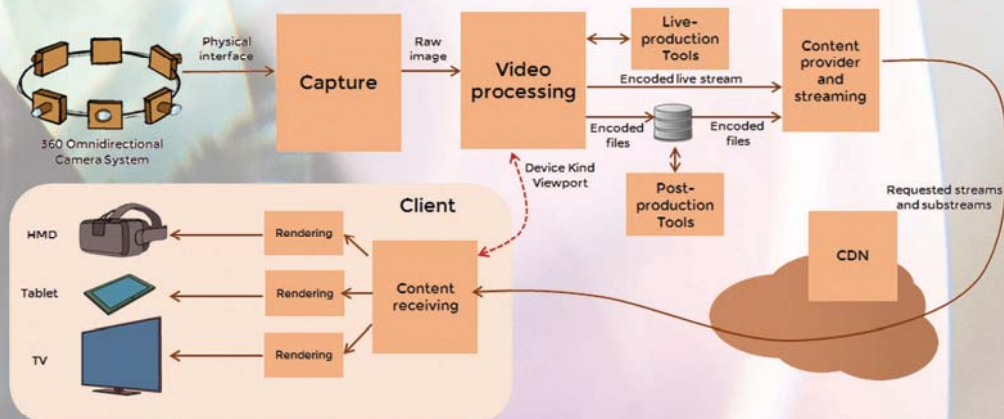 Physical
interface
Capture
Raw
image
Video
processing
Live-
production
Tools
Encoded live stream
Encoded
files
Encoded
files
Content
provider
and
streaming
360 Omnidirectional
Camera System
Device Kind
Viewport
Post-
production
Tools
Requested streams
and substreams
CDN
Client
HMD
Rendering
Tablet
Rendering
Content
receiving
TV
Rendering